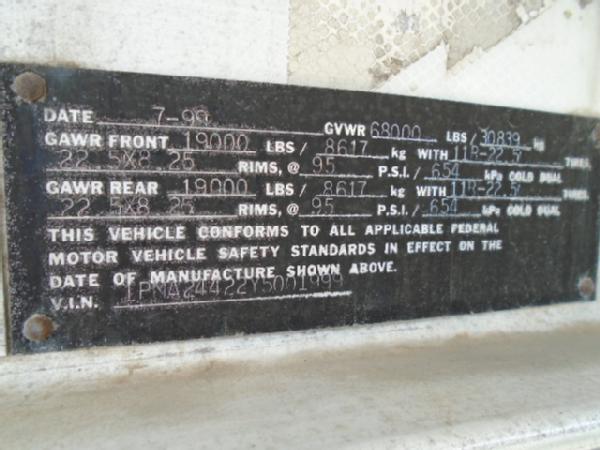 DATE 7-99 GVWR 68000 LBS / 30839 kg
GAWR FRONT 19000 LBS / 8617 kg WITH 11R-22.5 TIRES
22.5X8.25 RIMS, @ 95 P.S.I. / 654 kPa COLD DUAL
GAWR REAR 19000 LBS / 8617 kg WITH 11R-22.5 TIRES
22.5X8.25 RIMS, @ 95 P.S.I. / 654 kPa COLD DUAL
THIS VEHICLE CONFORMS TO ALL APPLICABLE FEDERAL
MOTOR VEHICLE SAFETY STANDARDS IN EFFECT ON THE
DATE OF MANUFACTURE SHOWN ABOVE.
V.I.N. 1PNA24422Y5001999